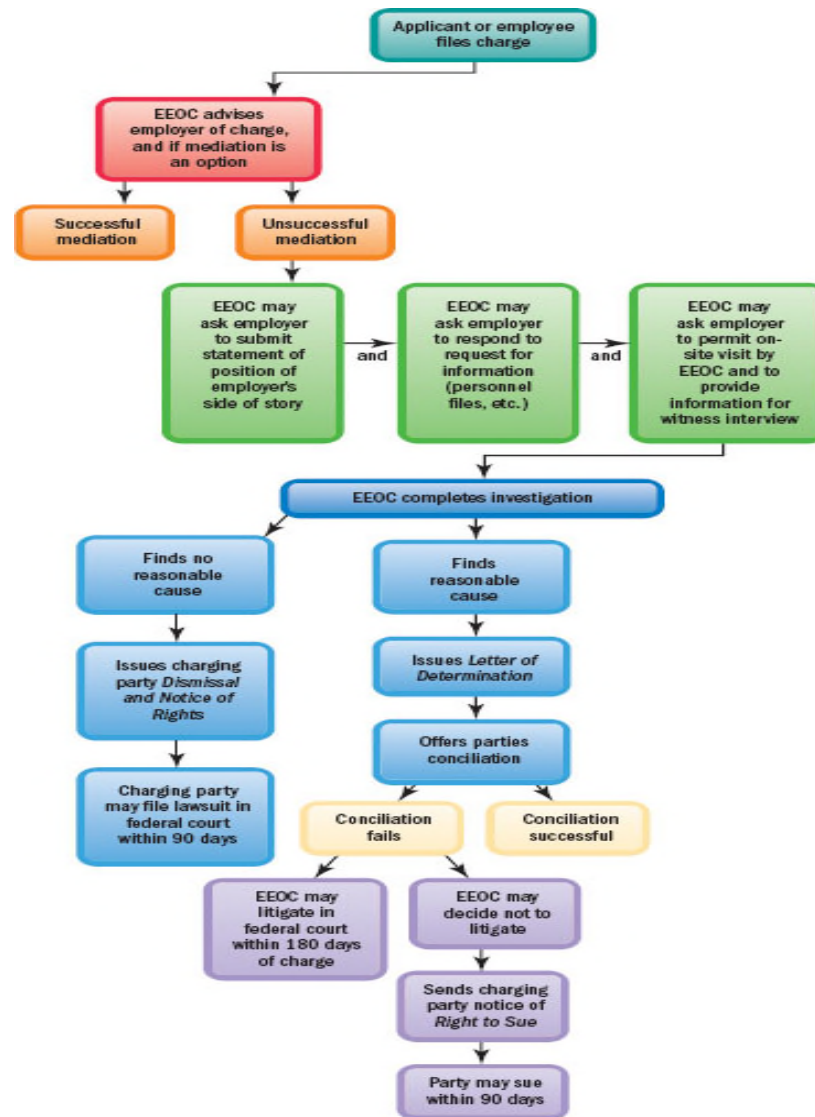 Applicant or employee
files charge
EEOC advises
employer of charge,
and if mediation is
an option
Successful
mediation
Unsuccessful
mediation
EEOC may
ask employer
to submit
statement of
position of
employer's
side of story
and
EEOC may
ask employer
to respond to
request for
information
(personnel
files, etc.)
and
EEOC may
ask employer
to permit on-
site visit by
EEOC and to
provide
information for
witness interview
EEOC completes investigation
Finds no
reasonable
cause
Finds
reasonable
cause
Issues charging
party Dismissal
and Notice of
Rights
Issues Letter of
Determination
Charging party
may file lawsuit in
federal court
within 90 days
Offers parties
conciliation
Conciliation
fails
Conciliation
successful
EEOC may
litigate in
federal court
within 180 days
of charge
EEOC may
decide not to
litigate
Sends charging
party notice of
Right to Sue
Party may sue
within 90 days